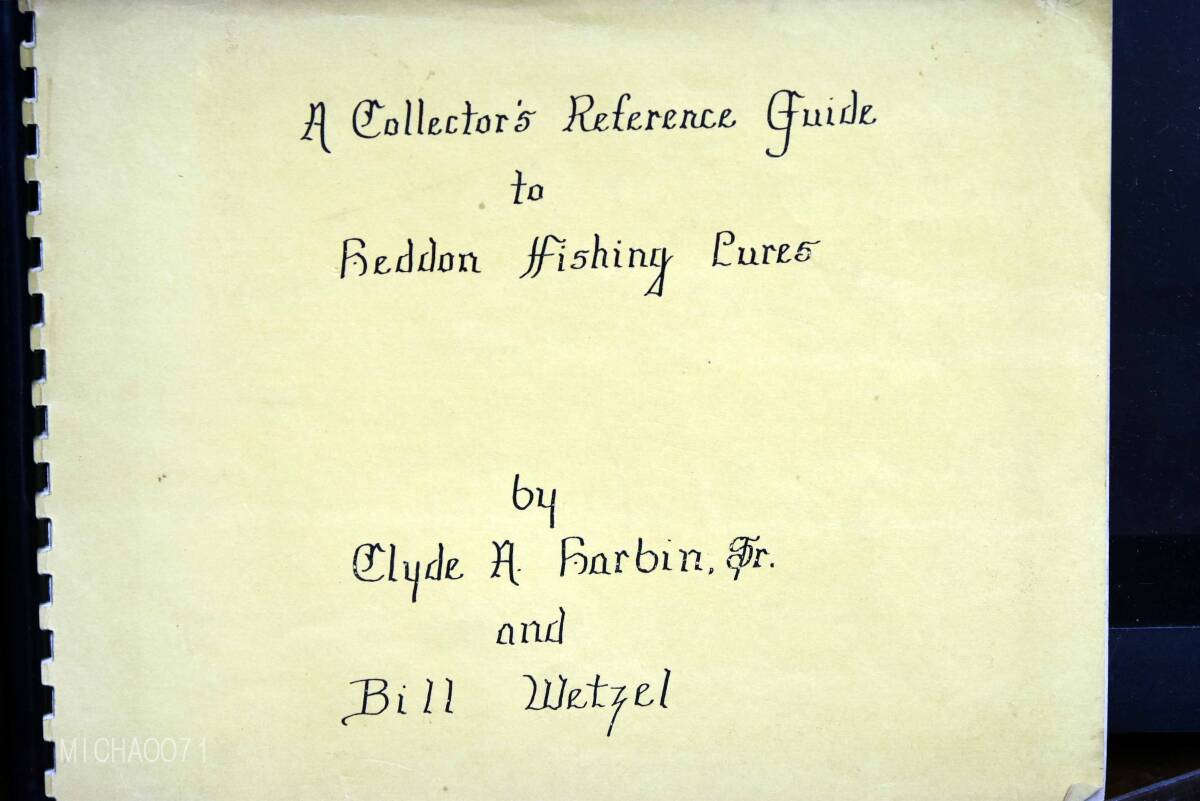 A Collector's Reference Guide
to
Heddon Fishing Lures
by
Clyde A. Harbin, Jr.
and
Bill Wetzel
MICHA0071